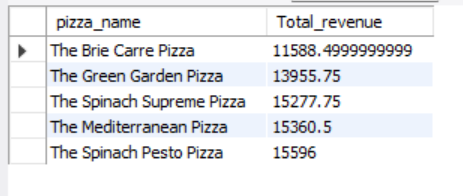 pizza_name Total_revenue
The Brie Carre Pizza 11588.4999999999
The Green Garden Pizza 13955.75
The Spinach Supreme Pizza 15277.75
The Mediterranean Pizza 15360.5
The Spinach Pesto Pizza 15596